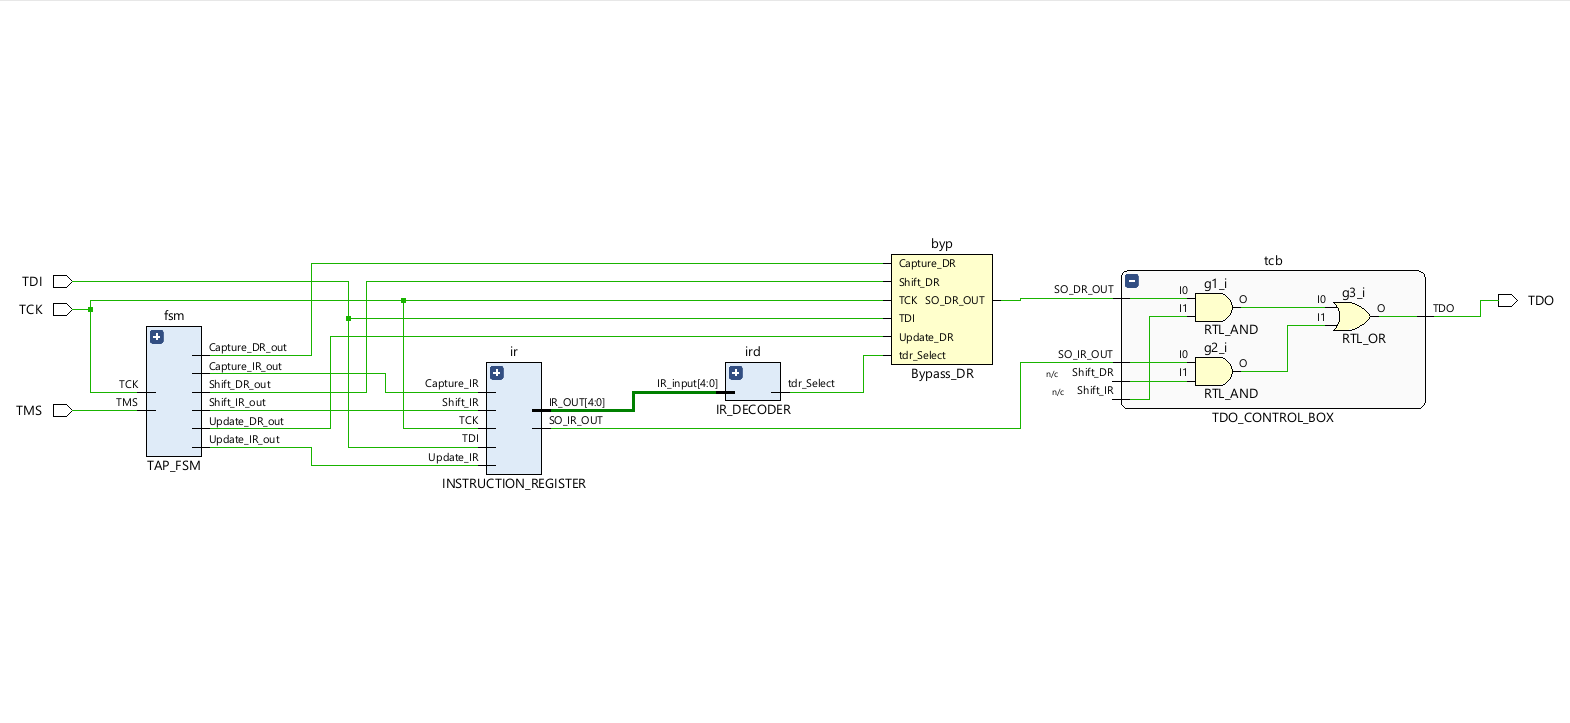 TDI
TCK
TMS
fsm
TCK
TMS
Capture_DR_out
Capture_IR_out
Shift_DR_out
Shift_IR_out
Update_DR_out
Update_IR_out
TAP_FSM
ir
Capture_IR
Shift_IR
TCK
TDI
Update_IR
IR_OUT[4:0]
SO_IR_OUT
INSTRUCTION_REGISTER
ird
IR_input[4:0]
tdr_Select
IR_DECODER
byp
Capture_DR
Shift_DR
TCK SO_DR_OUT
TDI
Update_DR
tdr_Select
Bypass_DR
tcb
SO_DR_OUT
SO_IR_OUT
n/c Shift_DR
n/c Shift_IR
g1_i
I0
I1
O
RTL_AND
g2_i
I0
I1
O
RTL_AND
g3_i
I0
I1
O
RTL_OR
TDO
TDO_CONTROL_BOX
TDO